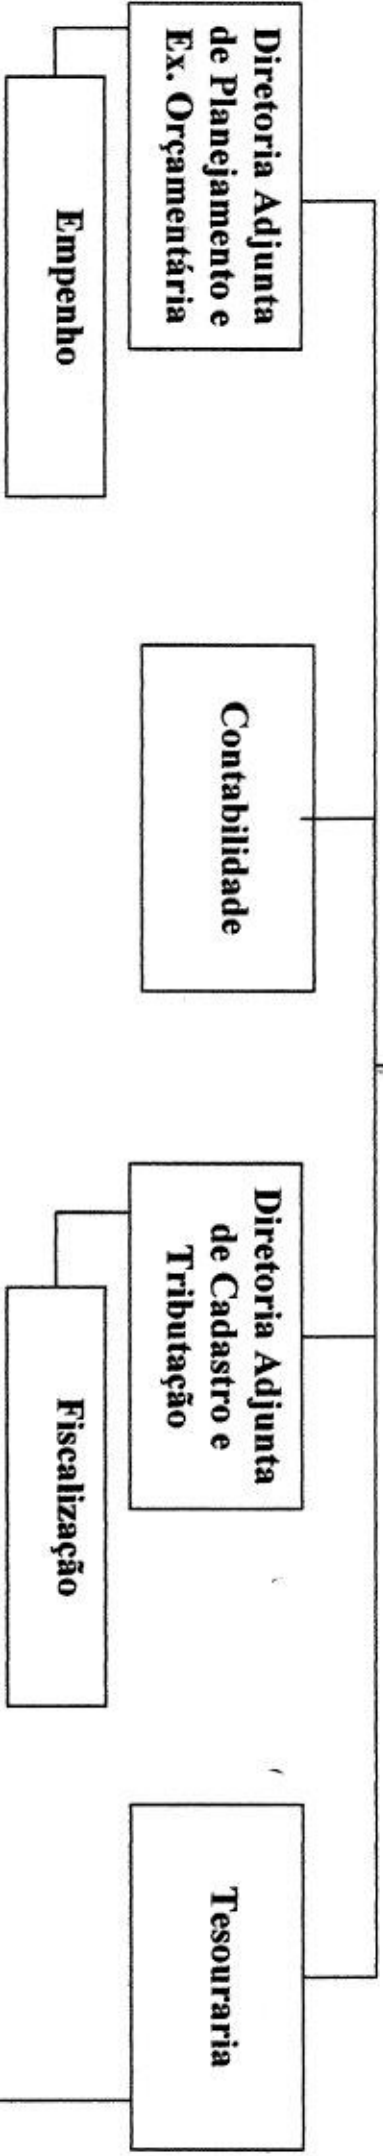 Diretoria Adjunta
de Planejamento e
Ex. Orçamentária
Empenho
Contabilidade
Diretoria Adjunta
de Cadastro e
Tributação
Fiscalização
Tesouraria